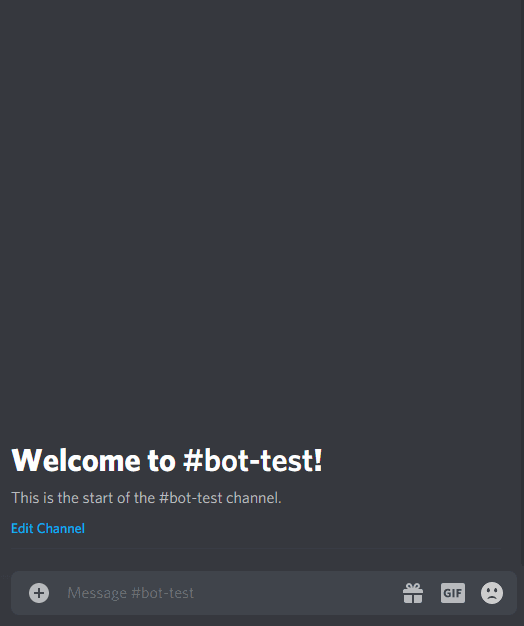 Welcome to #bot-test!
This is the start of the #bot-test channel.
Edit Channel
Message #bot-test
GIF